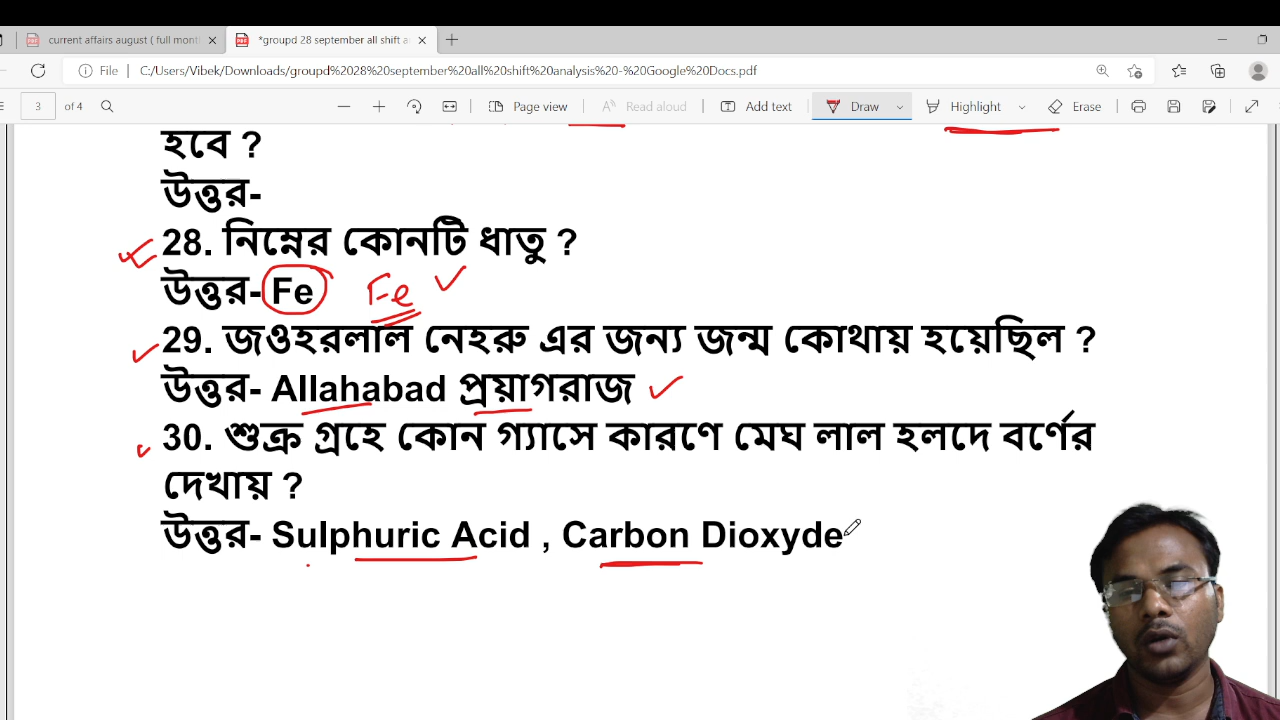 current affairs august ( full mont
*groupd 28 september all shift a
File C:/Users/Vibek/Downloads/groupd%2028%20september%20all%20shift%20analysis%20-%20Google%20Docs.pdf
3 of 4 Page view Read aloud Add text Draw Highlight Erase
হবে ?
উত্তর-
28. নিম্নের কোনটি ধাতু ?
উত্তর- Fe Fe
29. জওহরলাল নেহরু এর জন্য জন্ম কোথায় হয়েছিল ?
উত্তর- Allahabad প্রয়াগরাজ
30. শুক্র গ্রহে কোন গ্যাসে কারণে মেঘ লাল হলদে বর্ণের
দেখায় ?
উত্তর- Sulphuric Acid , Carbon Dioxyde